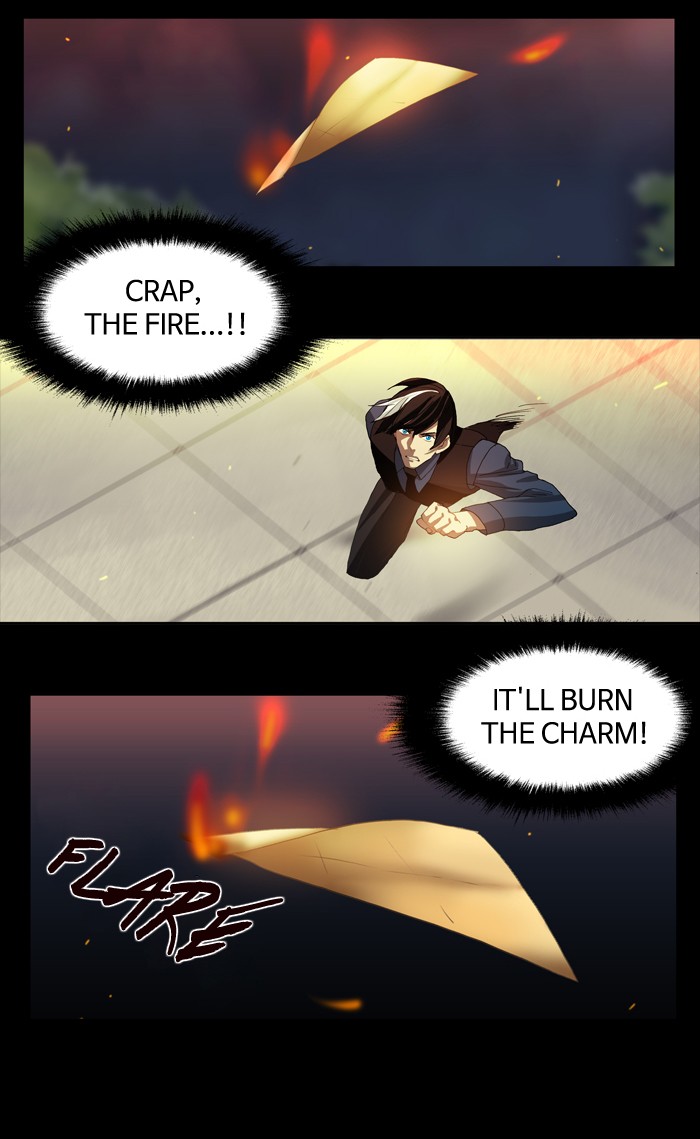 CRAP,
THE FIRE...!!
IT'LL BURN
THE CHARM!
FLARE